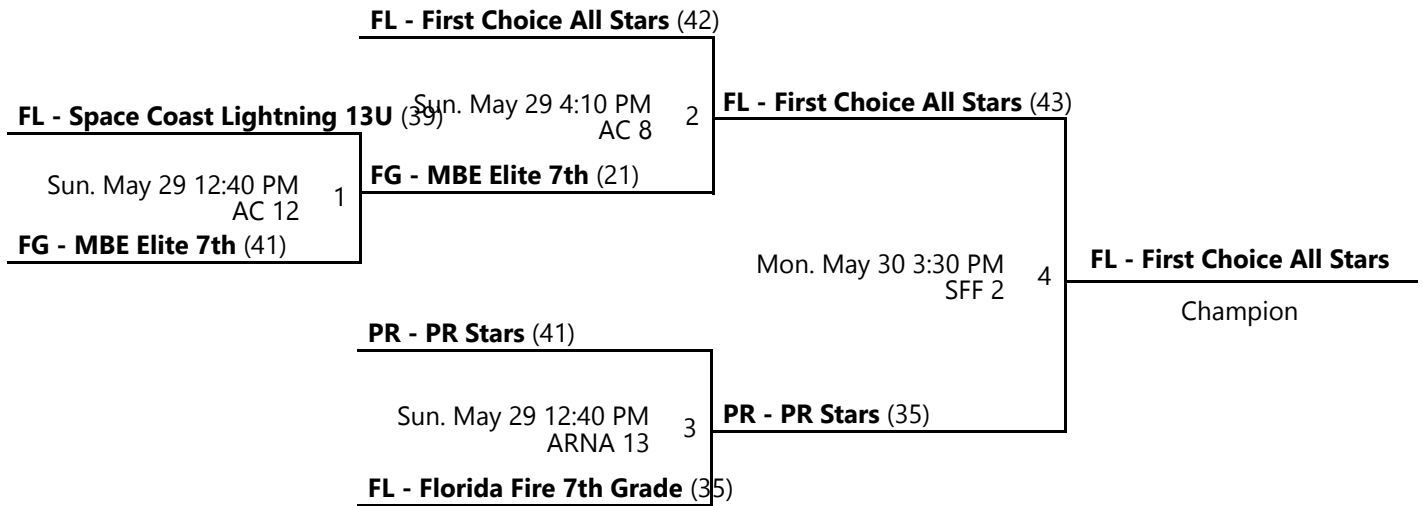 FL - First Choice All Stars (42)
FL - Space Coast Lightning 13U (39)
Sun. May 29 4:10 PM
AC 8
2
FL - First Choice All Stars (43)
Sun. May 29 12:40 PM
AC 12
1
FG - MBE Elite 7th (21)
FG - MBE Elite 7th (41)
Mon. May 30 3:30 PM
SFF 2
4
FL - First Choice All Stars
Champion
PR - PR Stars (41)
Sun. May 29 12:40 PM
ARNA 13
3
PR - PR Stars (35)
FL - Florida Fire 7th Grade (35)